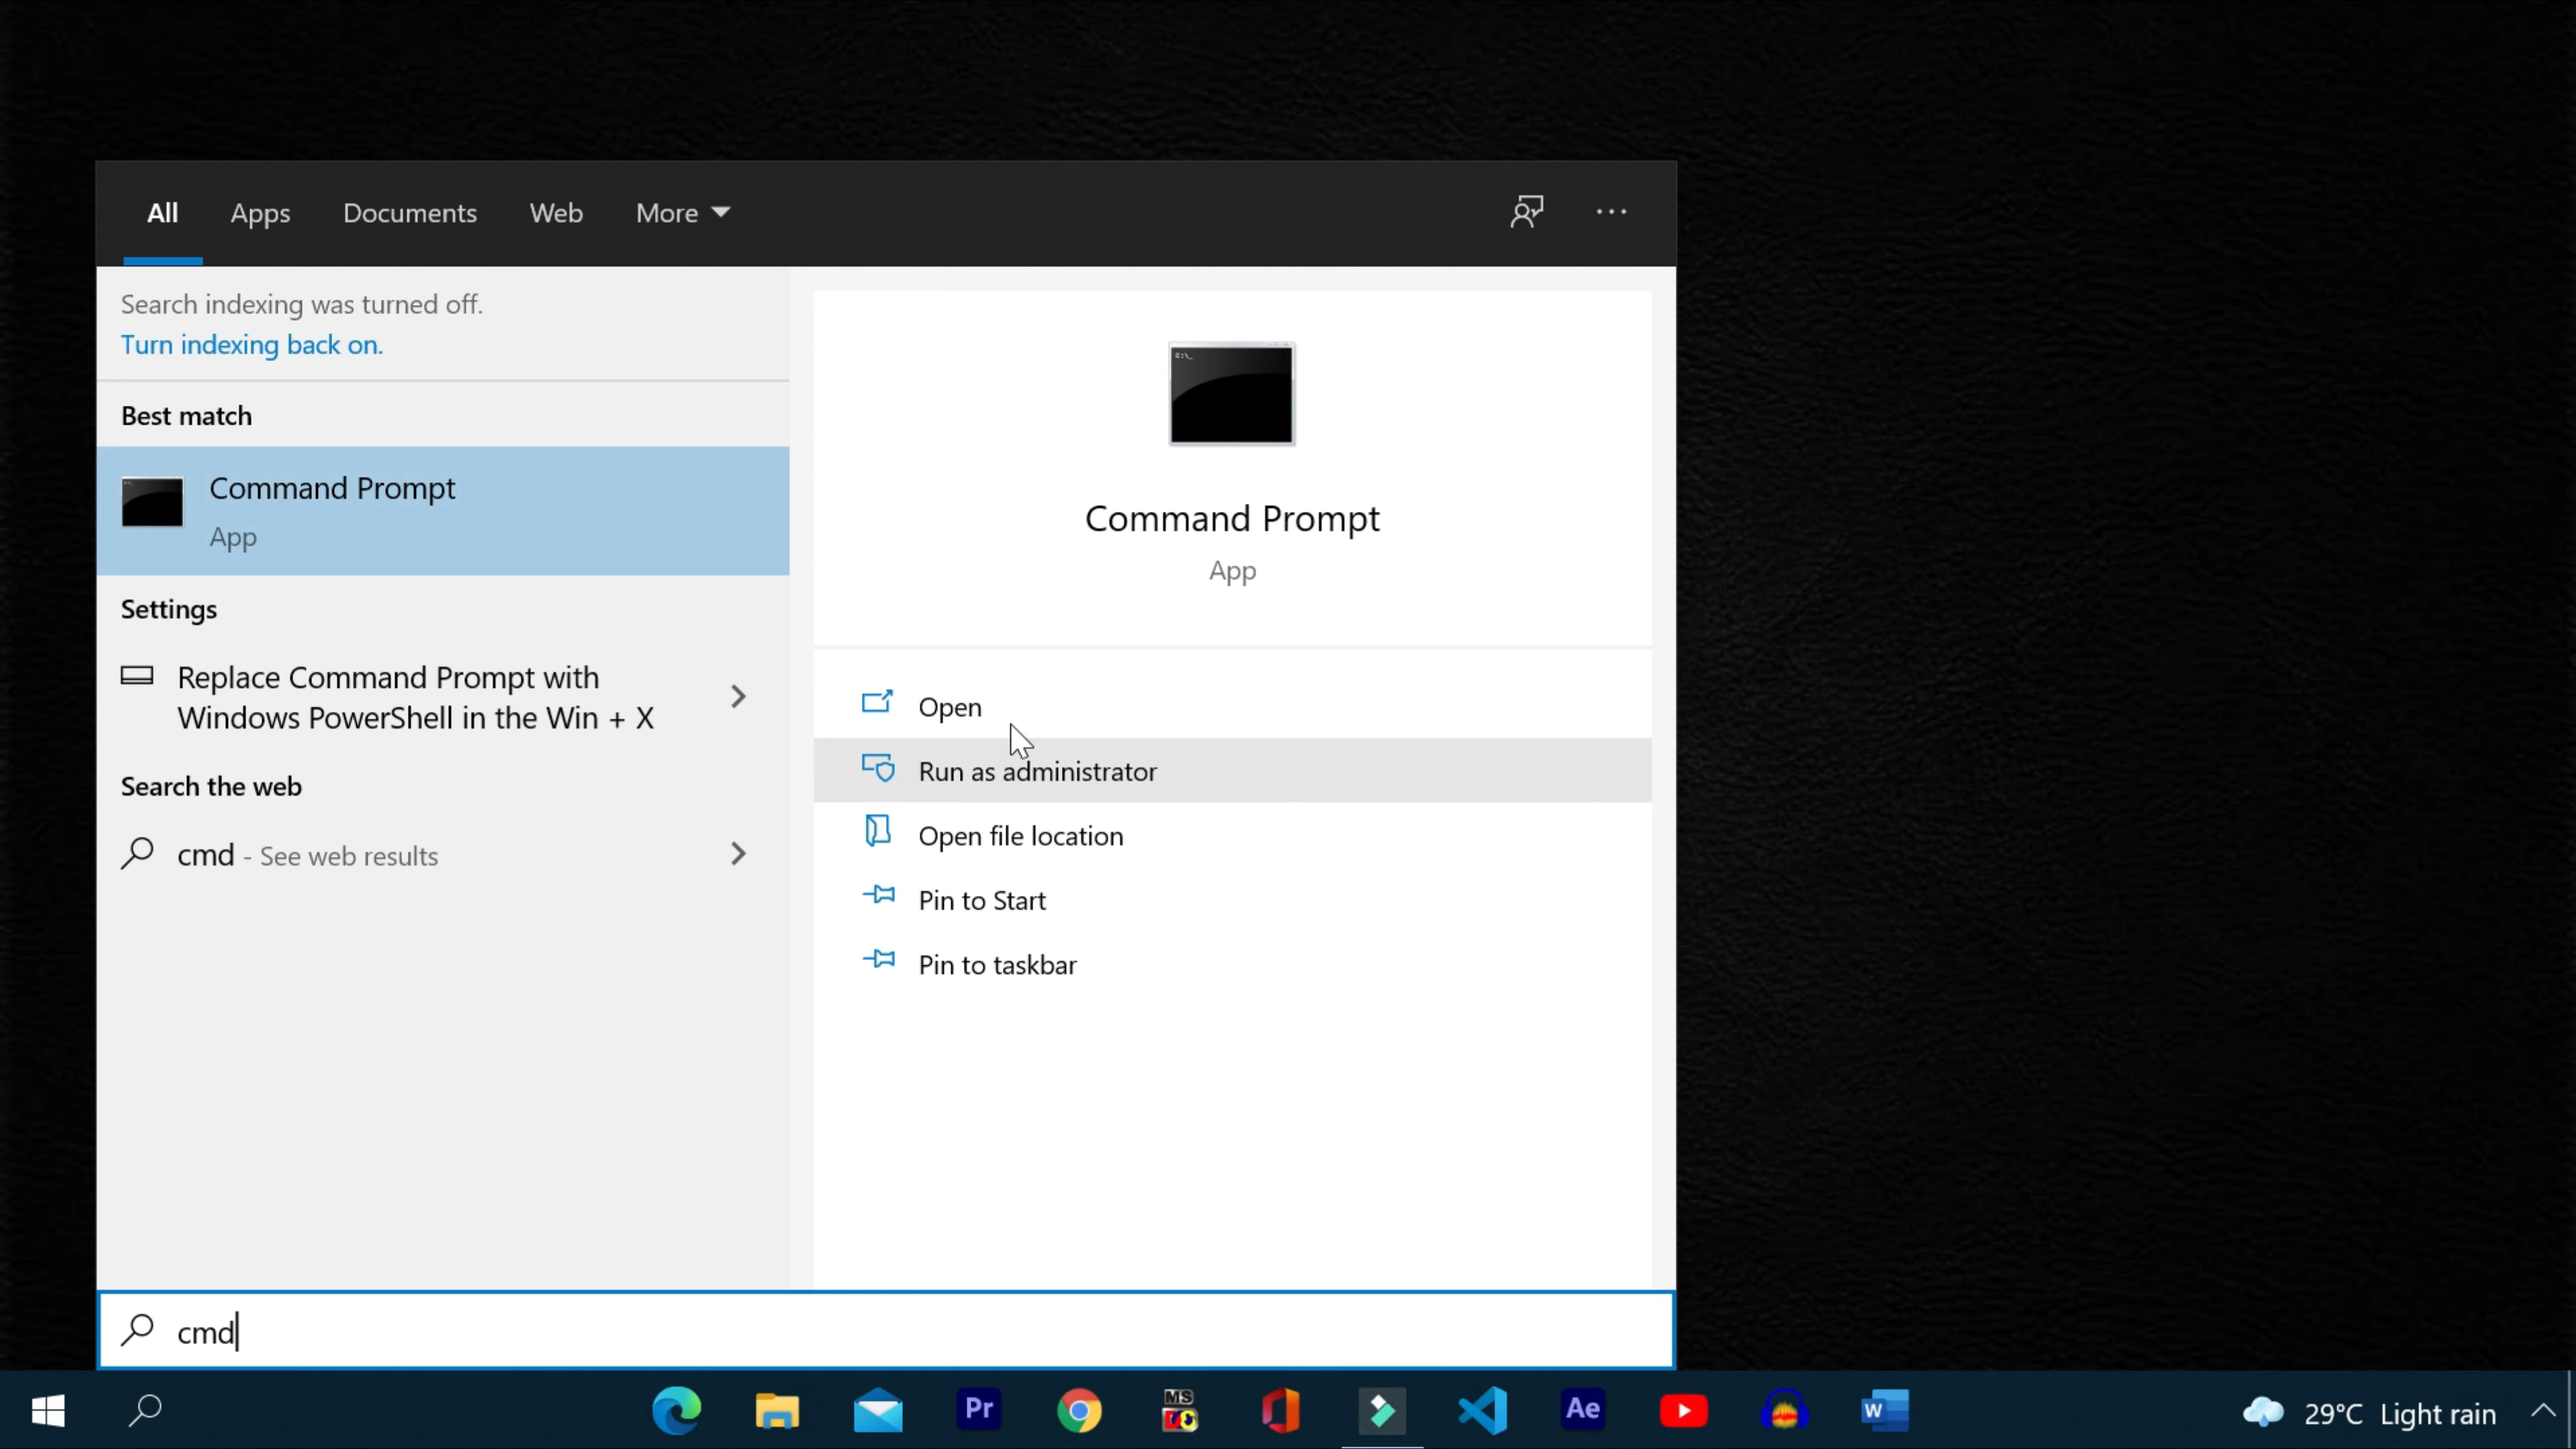 All Apps Documents Web More
Search indexing was turned off.
Turn indexing back on.
Best match
Command Prompt
App
Settings
Replace Command Prompt with
Windows PowerShell in the Win + X
Search the web
cmd - See web results
Command Prompt
App
Open
Run as administrator
Open file location
Pin to Start
Pin to taskbar
cmd
Pr
MS
Ae
W
29°C Light rain